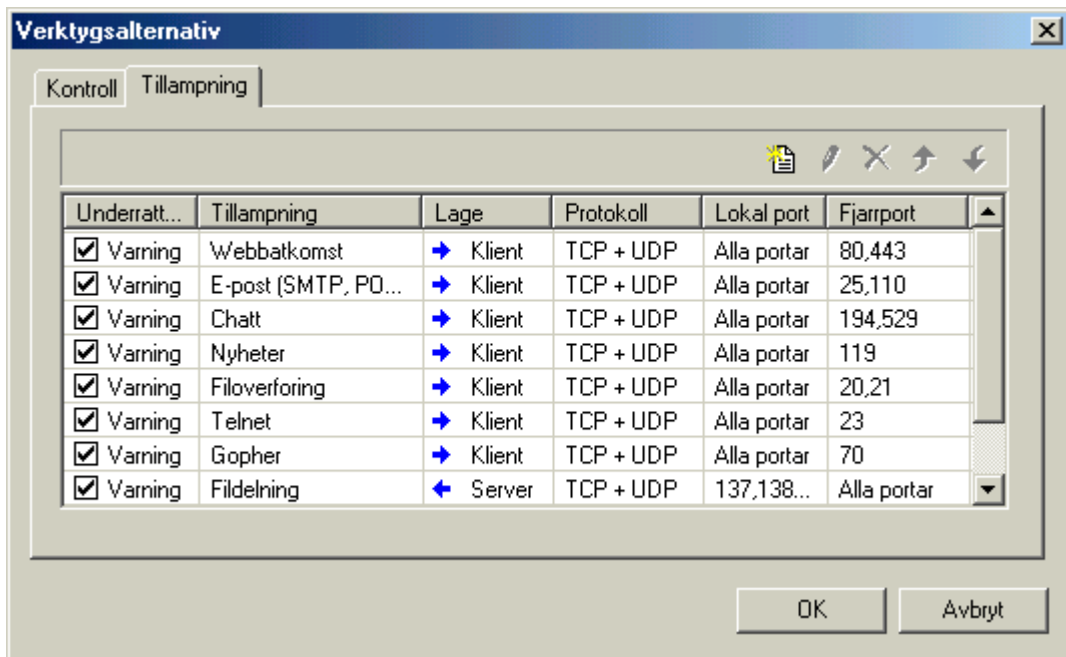 Verktygsalternativ
Kontroll Tillampning
Underratt... Tillampning Lage Protokoll Lokal port Fjarrport
Varning Webbatkomst Klient TCP + UDP Alla portar 80,443
Varning E-post (SMTP, PO... Klient TCP + UDP Alla portar 25,110
Varning Chatt Klient TCP + UDP Alla portar 194,529
Varning Nyheter Klient TCP + UDP Alla portar 119
Varning Filoverforing Klient TCP + UDP Alla portar 20,21
Varning Telnet Klient TCP + UDP Alla portar 23
Varning Gopher Klient TCP + UDP Alla portar 70
Varning Fildelning Server TCP + UDP 137,138... Alla portar
OK Avbryt